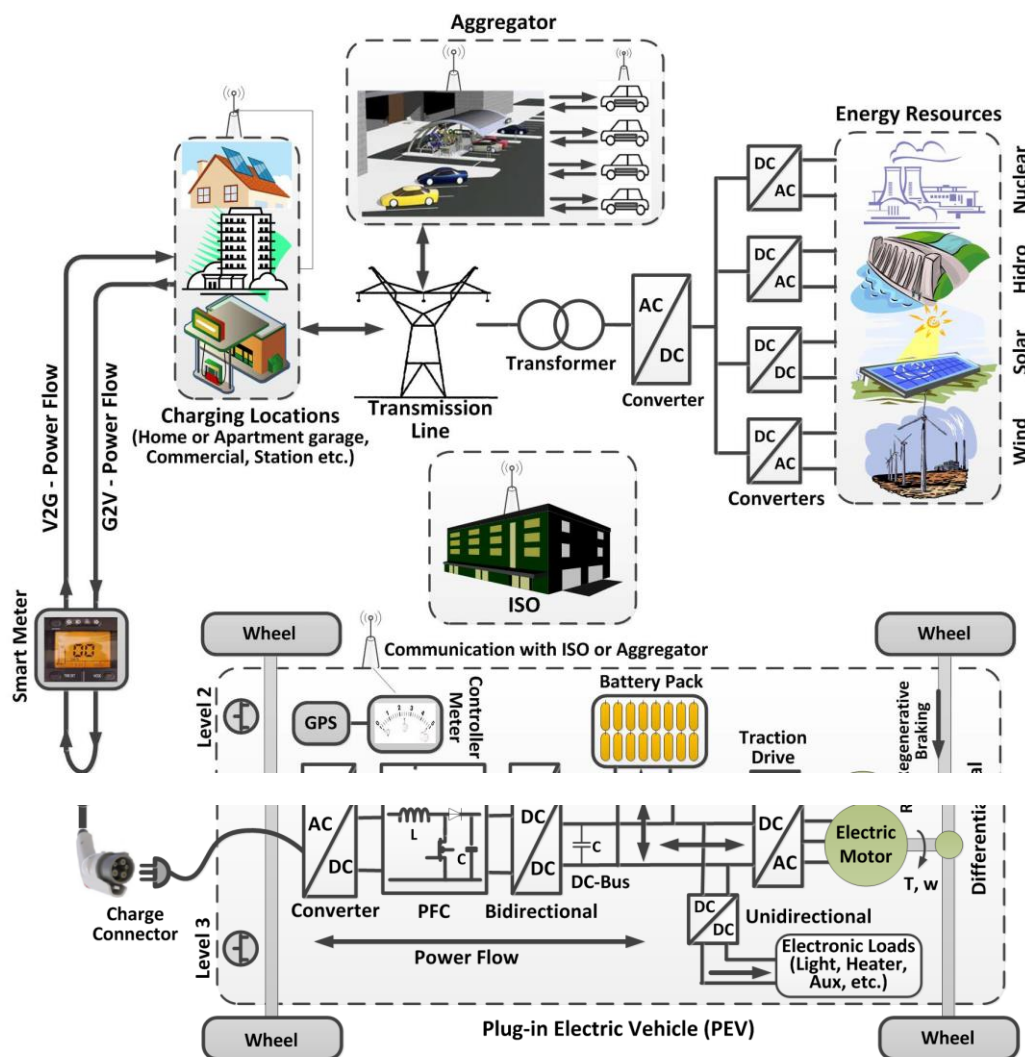 Aggregator
Energy Resources
Nuclear
Hidro
Solar
Wind
DC
AC
DC
AC
DC
DC
DC
AC
Converters
AC
DC
Converter
Transformer
Transmission
Line
Charging Locations
(Home or Apartment garage,
Commercial, Station etc.)
V2G - Power Flow
G2V - Power Flow
Smart Meter
ISO
Wheel
Wheel
Communication with ISO or Aggregator
Level 2
GPS
Controller
Meter
Battery Pack
Traction
Drive
Regenerative
Braking
AC
DC
Converter
L
C
PFC
DC
DC
Bidirectional
C
DC-Bus
DC
AC
Electric
Motor
T, w
Differential
Charge
Connector
Level 3
Power Flow
DC
DC
Unidirectional
Electronic Loads
(Light, Heater,
Aux, etc.)
Wheel
Plug-in Electric Vehicle (PEV)
Wheel